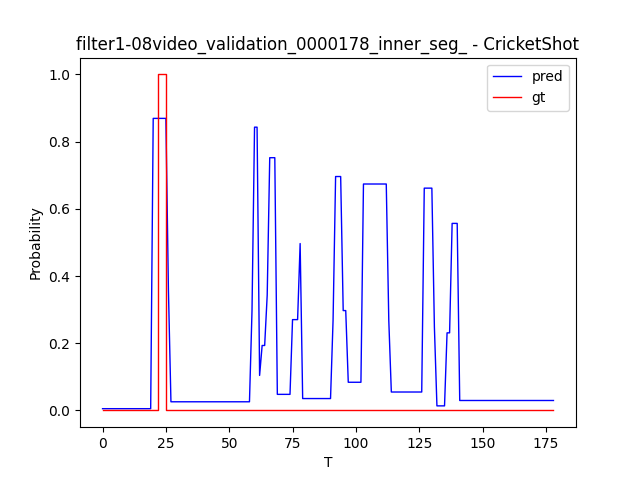 filter1-08video_validation_0000178_inner_seg_ - CricketShot
pred
gt
Probability
1.0
0.8
0.6
0.4
0.2
0.0
0 25 50 75 100 125 150 175
T